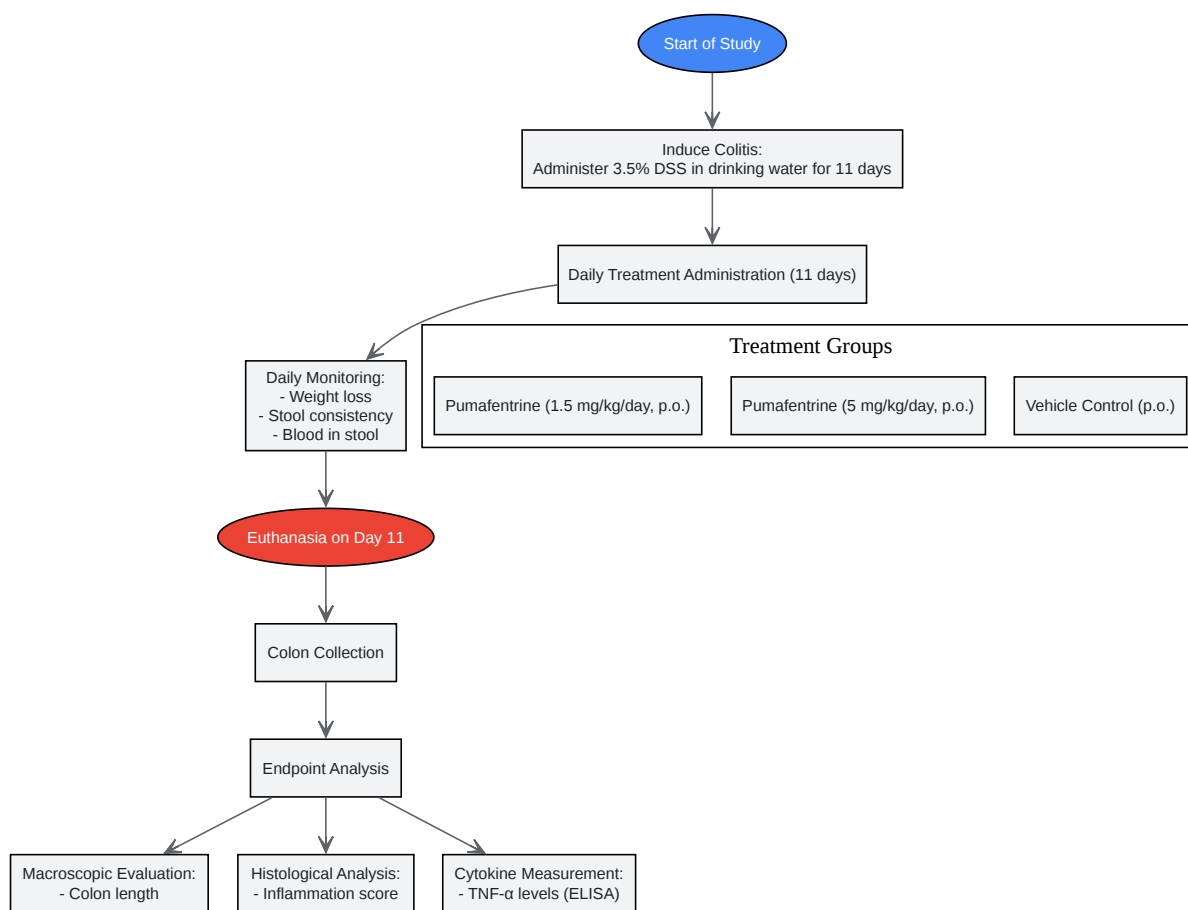 Start of Study
Induce Colitis:
Administer 3.5% DSS in drinking water for 11 days
Daily Treatment Administration (11 days)
Treatment Groups
Pumafentrine (1.5 mg/kg/day, p.o.)
Pumafentrine (5 mg/kg/day, p.o.)
Vehicle Control (p.o.)
Daily Monitoring:
- Weight loss
- Stool consistency
- Blood in stool
Euthanasia on Day 11
Colon Collection
Endpoint Analysis
Macroscopic Evaluation:
- Colon length
Histological Analysis:
- Inflammation score
Cytokine Measurement:
- TNF-α levels (ELISA)